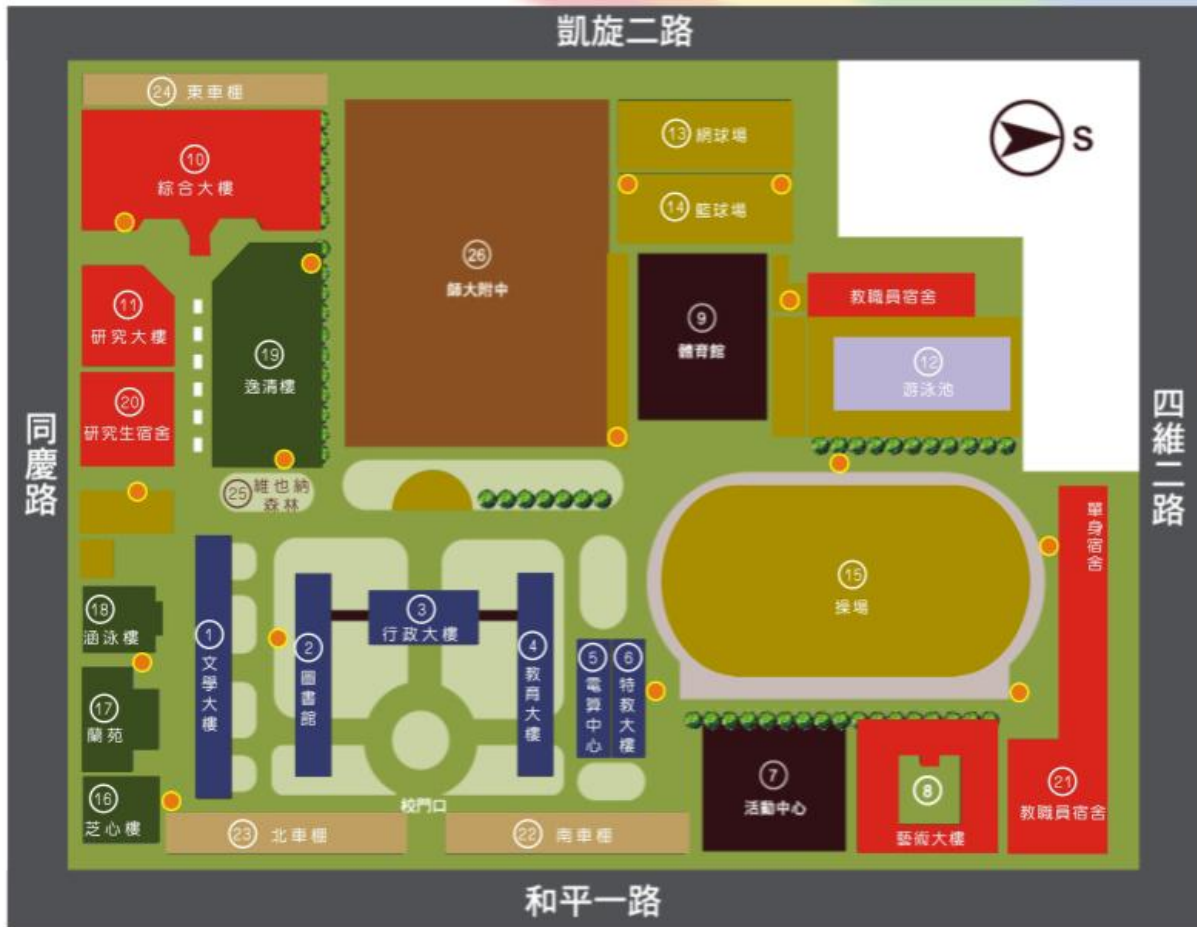 凱旋二路
24 東車棚
10
綜合大樓
13 網球場
14 籃球場
S
26
師大附中
11
研究大樓
19
逸清樓
9
體育館
教職員宿舍
12
游泳池
20
研究生宿舍
同慶路
四維二路
25 維也納
森林
單身宿舍
15
操場
18
涵泳樓
1 文學大樓
2 圖書館
3
行政大樓
4 教育大樓
5 電算中心
6 特教大樓
17
蘭苑
16
芝心樓
校門口
7
活動中心
8
藝術大樓
21
教職員宿舍
23 北車棚
22 南車棚
和平一路